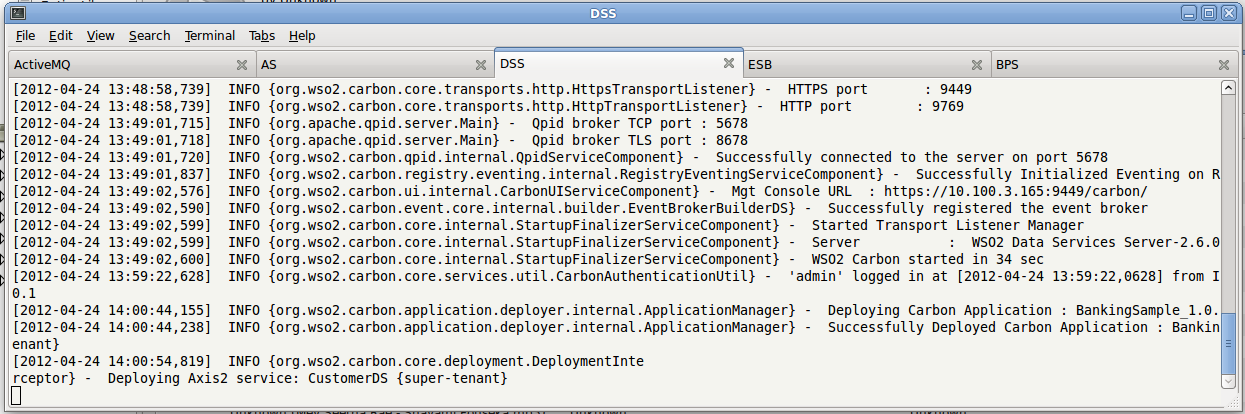 DSS
File Edit View Search Terminal Tabs Help
ActiveMQ AS DSS ESB BPS
[2012-04-24 13:48:58,739]  INFO {org.wso2.carbon.core.transports.http.HttpsTransportListener} -  HTTPS port       : 9449
[2012-04-24 13:48:58,739]  INFO {org.wso2.carbon.core.transports.http.HttpTransportListener} -  HTTP port        : 9769
[2012-04-24 13:49:01,715]  INFO {org.apache.qpid.server.Main} -  Qpid broker TCP port : 5678
[2012-04-24 13:49:01,718]  INFO {org.apache.qpid.server.Main} -  Qpid broker TLS port : 8678
[2012-04-24 13:49:01,720]  INFO {org.wso2.carbon.qpid.internal.QpidServiceComponent} -  Successfully connected to the server on port 5678
[2012-04-24 13:49:01,837]  INFO {org.wso2.carbon.registry.eventing.internal.RegistryEventingServiceComponent} -  Successfully Initialized Eventing on R
[2012-04-24 13:49:02,576]  INFO {org.wso2.carbon.ui.internal.CarbonUIServiceComponent} -  Mgt Console URL  : https://10.100.3.165:9449/carbon/
[2012-04-24 13:49:02,590]  INFO {org.wso2.carbon.event.core.internal.builder.EventBrokerBuilderDS} -  Successfully registered the event broker
[2012-04-24 13:49:02,599]  INFO {org.wso2.carbon.core.internal.StartupFinalizerServiceComponent} -  Started Transport Listener Manager
[2012-04-24 13:49:02,599]  INFO {org.wso2.carbon.core.internal.StartupFinalizerServiceComponent} -  Server           :  WSO2 Data Services Server-2.6.0
[2012-04-24 13:49:02,600]  INFO {org.wso2.carbon.core.internal.StartupFinalizerServiceComponent} -  WSO2 Carbon started in 34 sec
[2012-04-24 13:59:22,628]  INFO {org.wso2.carbon.core.services.util.CarbonAuthenticationUtil} -  'admin' logged in at [2012-04-24 13:59:22,0628] from I
0.1
[2012-04-24 14:00:44,155]  INFO {org.wso2.carbon.application.deployer.internal.ApplicationManager} -  Deploying Carbon Application : BankingSample_1.0.
[2012-04-24 14:00:44,238]  INFO {org.wso2.carbon.application.deployer.internal.ApplicationManager} -  Successfully Deployed Carbon Application : Bankin
enant}
[2012-04-24 14:00:54,819]  INFO {org.wso2.carbon.core.deployment.DeploymentInte
rceptor} -  Deploying Axis2 service: CustomerDS {super-tenant}